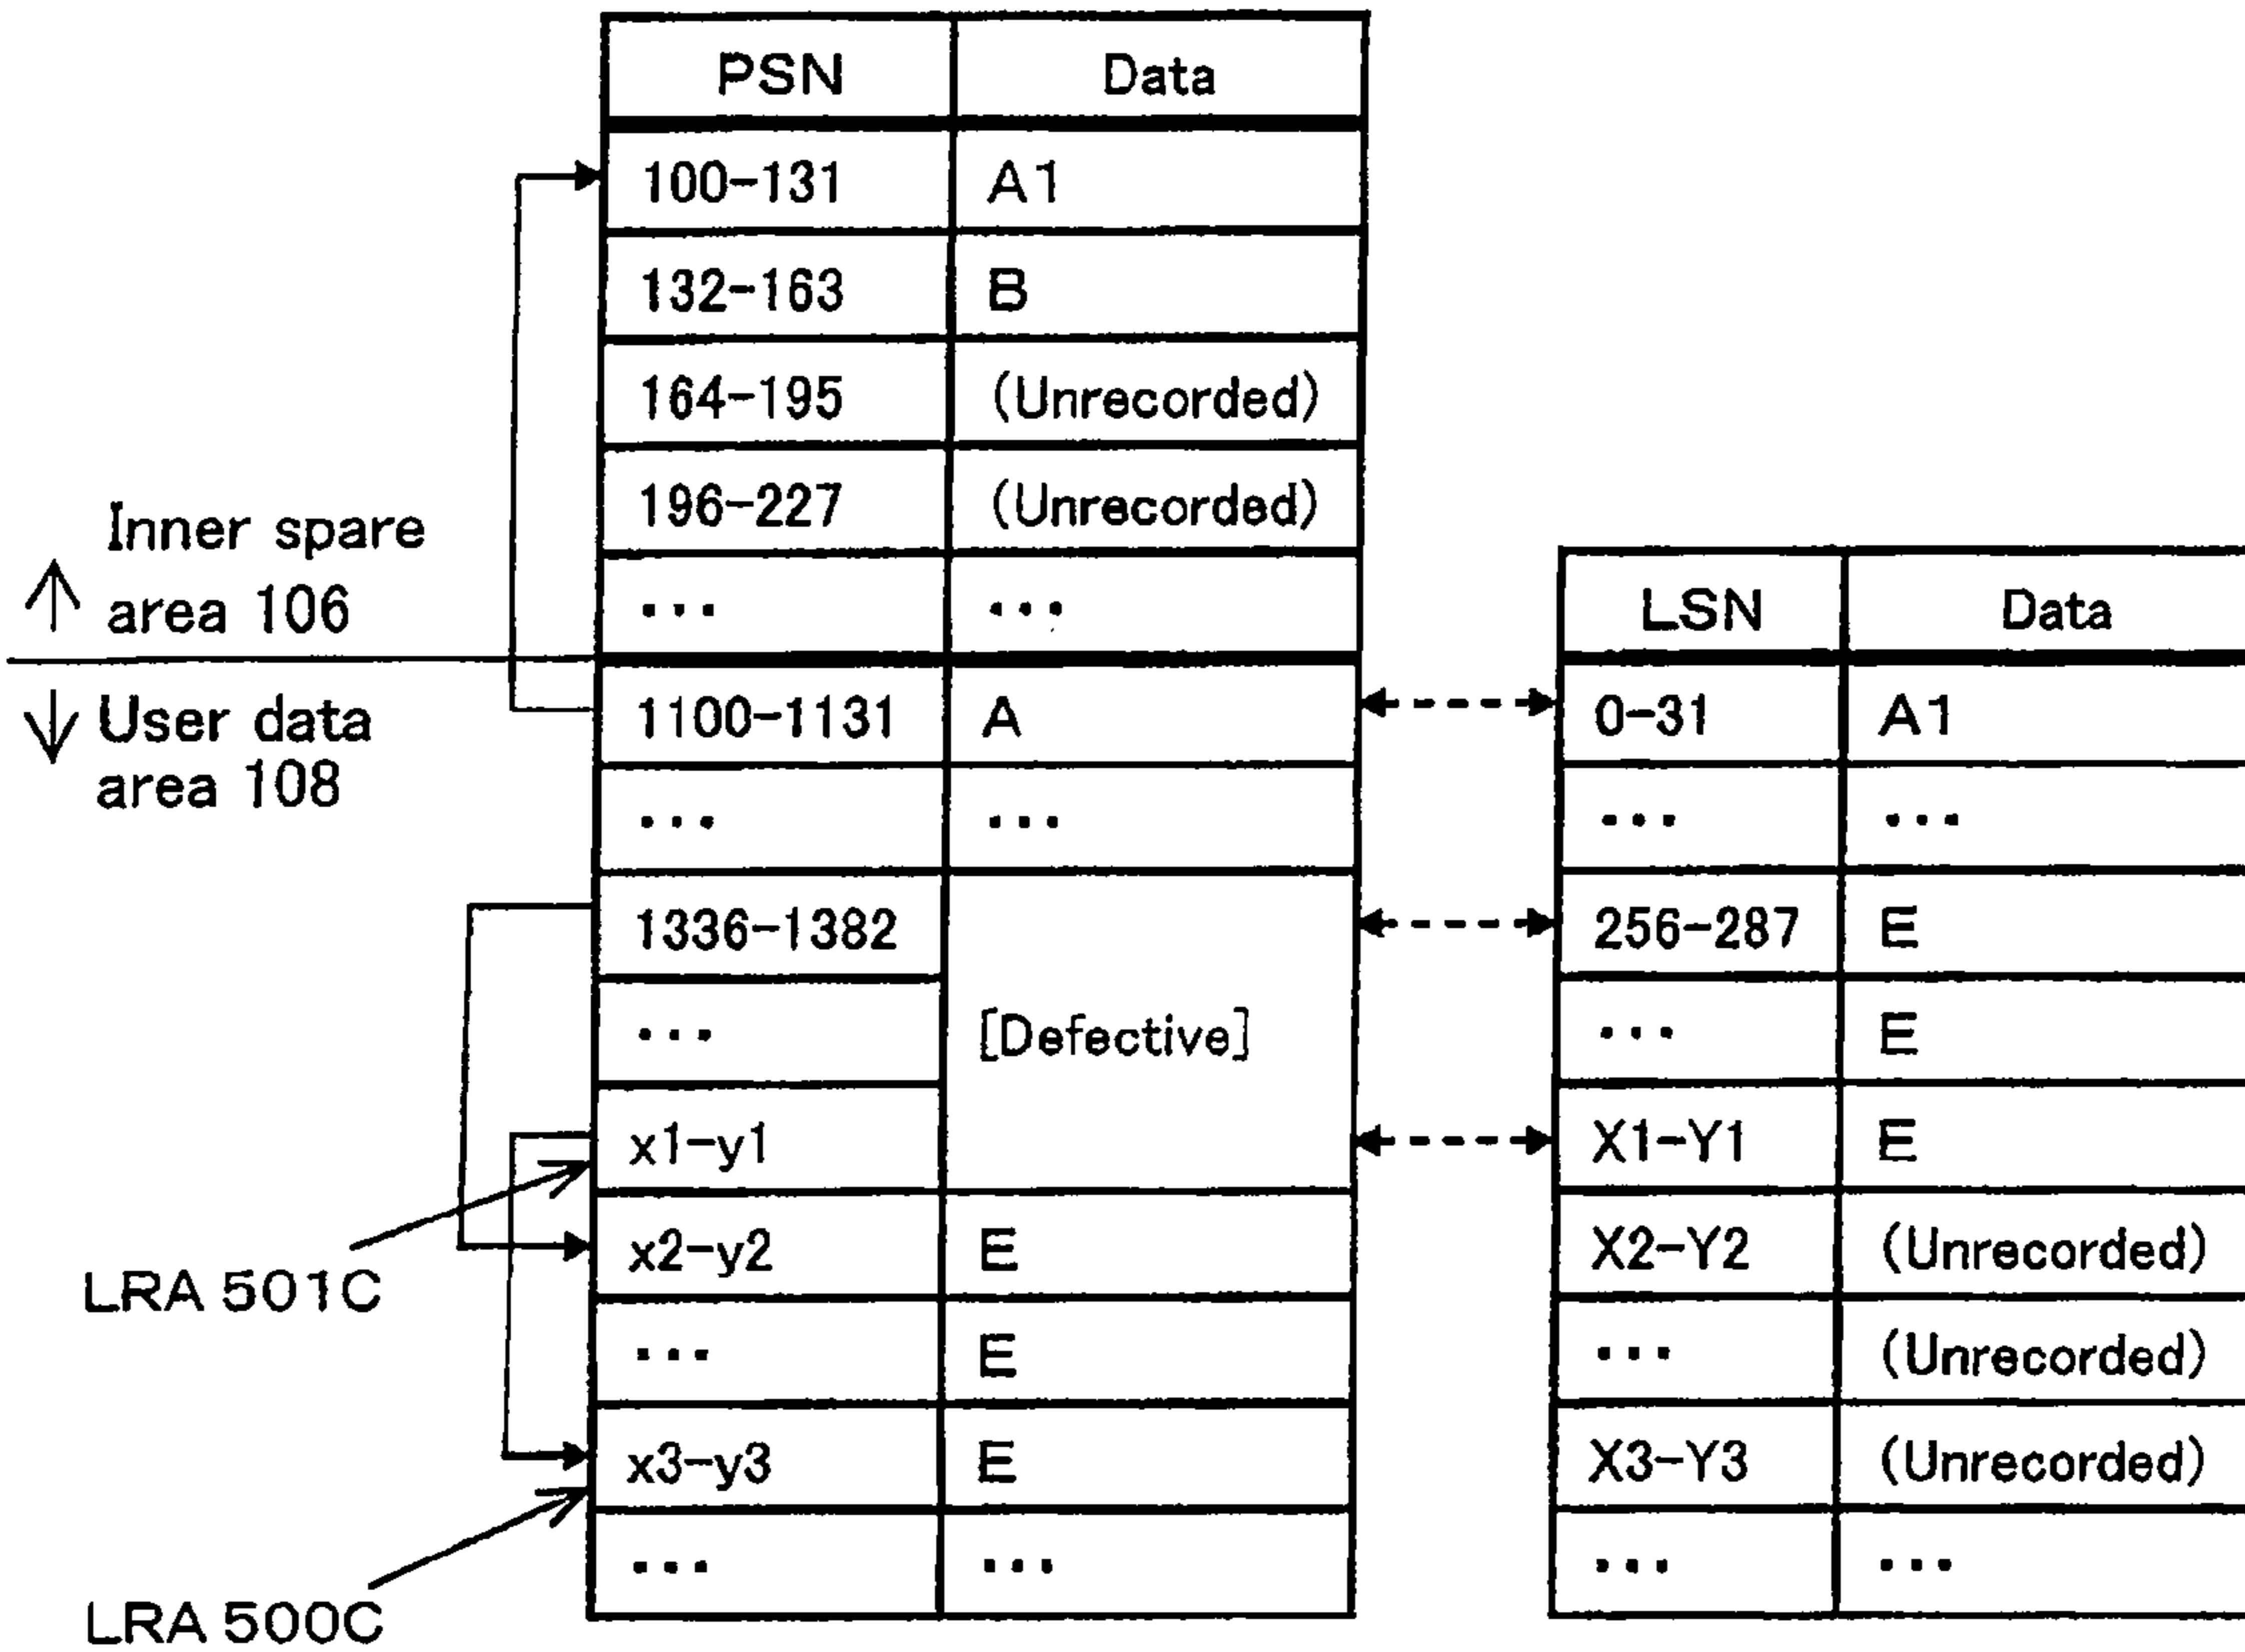 PSN Data
100-131 A1
132-163 B
164-195 (Unrecorded)
196-227 (Unrecorded)
... ...
Inner spare
area 106
User data
area 108
1100-1131 A
... ...
1336-1382
...
x1-y1
[Defective]
x2-y2 E
... E
x3-y3 E
... ...
LRA 501C
LRA 500C
LSN Data
0-31 A1
... ...
256-287 E
... E
X1-Y1 E
X2-Y2 (Unrecorded)
... (Unrecorded)
X3-Y3 (Unrecorded)
... ...